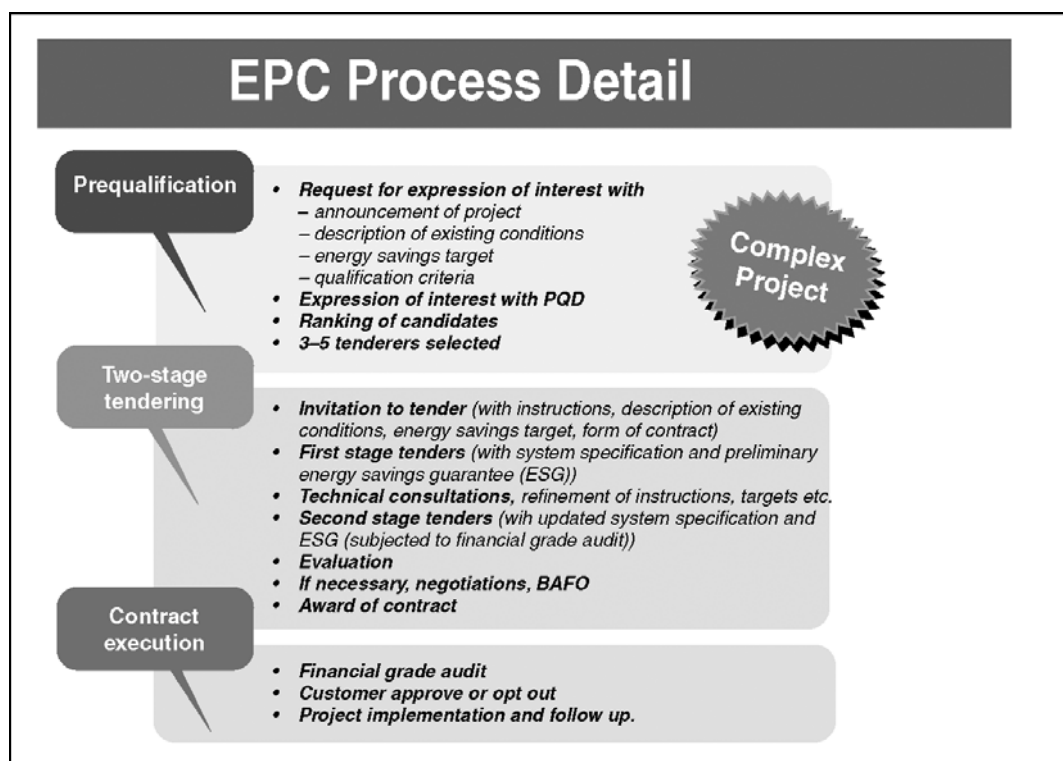 EPC Process Detail
Prequalification
• Request for expression of interest with
– announcement of project
– description of existing conditions
– energy savings target
– qualification criteria
• Expression of interest with PQD
• Ranking of candidates
• 3–5 tenderers selected
Complex
Project
Two-stage
tendering
• Invitation to tender (with instructions, description of existing
conditions, energy savings target, form of contract)
• First stage tenders (with system specification and preliminary
energy savings guarantee (ESG))
• Technical consultations, refinement of instructions, targets etc.
• Second stage tenders (wih updated system specification and
ESG (subjected to financial grade audit))
• Evaluation
• If necessary, negotiations, BAFO
• Award of contract
Contract
execution
• Financial grade audit
• Customer approve or opt out
• Project implementation and follow up.